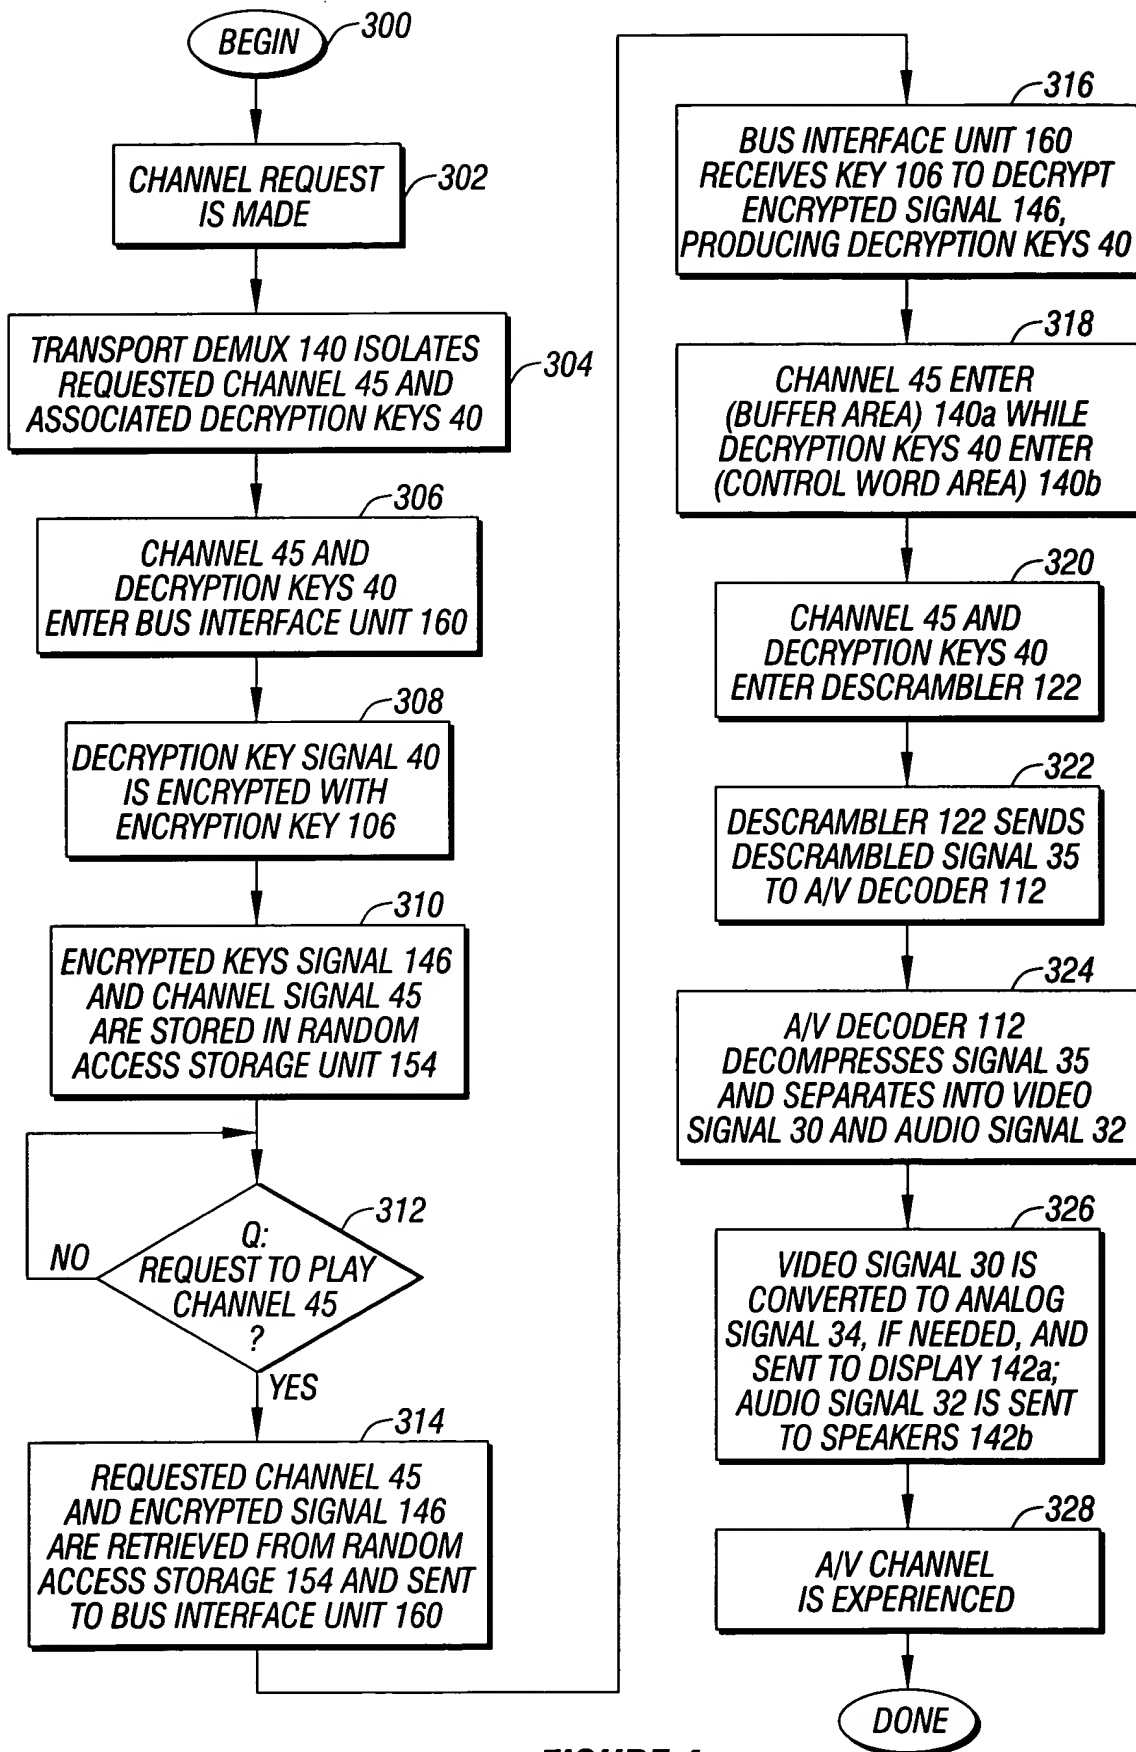 BEGIN
300
CHANNEL REQUEST
IS MADE
302
TRANSPORT DEMUX 140 ISOLATES
REQUESTED CHANNEL 45 AND
ASSOCIATED DECRYPTION KEYS 40
304
306
CHANNEL 45 AND
DECRYPTION KEYS 40
ENTER BUS INTERFACE UNIT 160
308
DECRYPTION KEY SIGNAL 40
IS ENCRYPTED WITH
ENCRYPTION KEY 106
310
ENCRYPTED KEYS SIGNAL 146
AND CHANNEL SIGNAL 45
ARE STORED IN RANDOM
ACCESS STORAGE UNIT 154
312
Q:
REQUEST TO PLAY
CHANNEL 45
?
NO
YES
314
REQUESTED CHANNEL 45
AND ENCRYPTED SIGNAL 146
ARE RETRIEVED FROM RANDOM
ACCESS STORAGE 154 AND SENT
TO BUS INTERFACE UNIT 160
316
BUS INTERFACE UNIT 160
RECEIVES KEY 106 TO DECRYPT
ENCRYPTED SIGNAL 146,
PRODUCING DECRYPTION KEYS 40
318
CHANNEL 45 ENTER
(BUFFER AREA) 140a WHILE
DECRYPTION KEYS 40 ENTER
(CONTROL WORD AREA) 140b
320
CHANNEL 45 AND
DECRYPTION KEYS 40
ENTER DESCRAMBLER 122
322
DESCRAMBLER 122 SENDS
DESCRAMBLED SIGNAL 35
TO A/V DECODER 112
324
A/V DECODER 112
DECOMPRESSES SIGNAL 35
AND SEPARATES INTO VIDEO
SIGNAL 30 AND AUDIO SIGNAL 32
326
VIDEO SIGNAL 30 IS
CONVERTED TO ANALOG
SIGNAL 34, IF NEEDED, AND
SENT TO DISPLAY 142a;
AUDIO SIGNAL 32 IS SENT
TO SPEAKERS 142b
328
A/V CHANNEL
IS EXPERIENCED
DONE